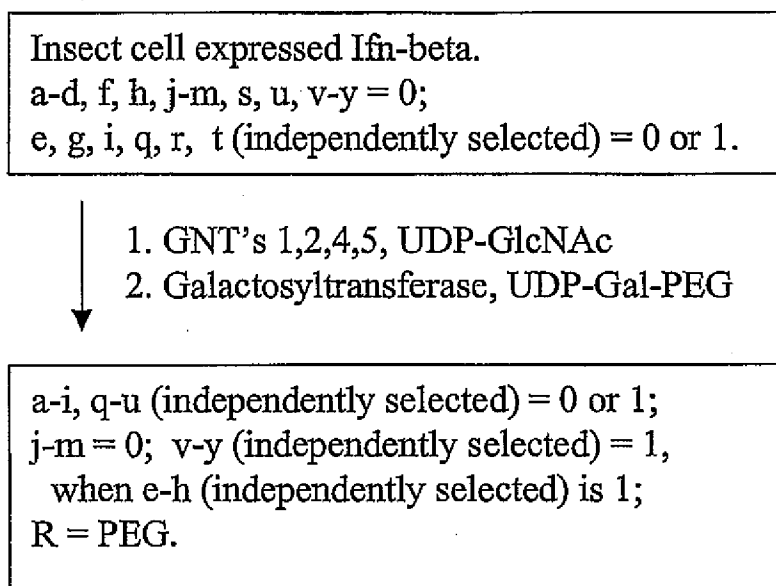 Insect cell expressed Ifn-beta.
a-d, f, h, j-m, s, u, v-y = 0;
e, g, i, q, r, t (independently selected) = 0 or 1.
1. GNT's 1,2,4,5, UDP-GlcNAc
2. Galactosyltransferase, UDP-Gal-PEG
a-i, q-u (independently selected) = 0 or 1;
j-m = 0; v-y (independently selected) = 1,
when e-h (independently selected) is 1;
R = PEG.